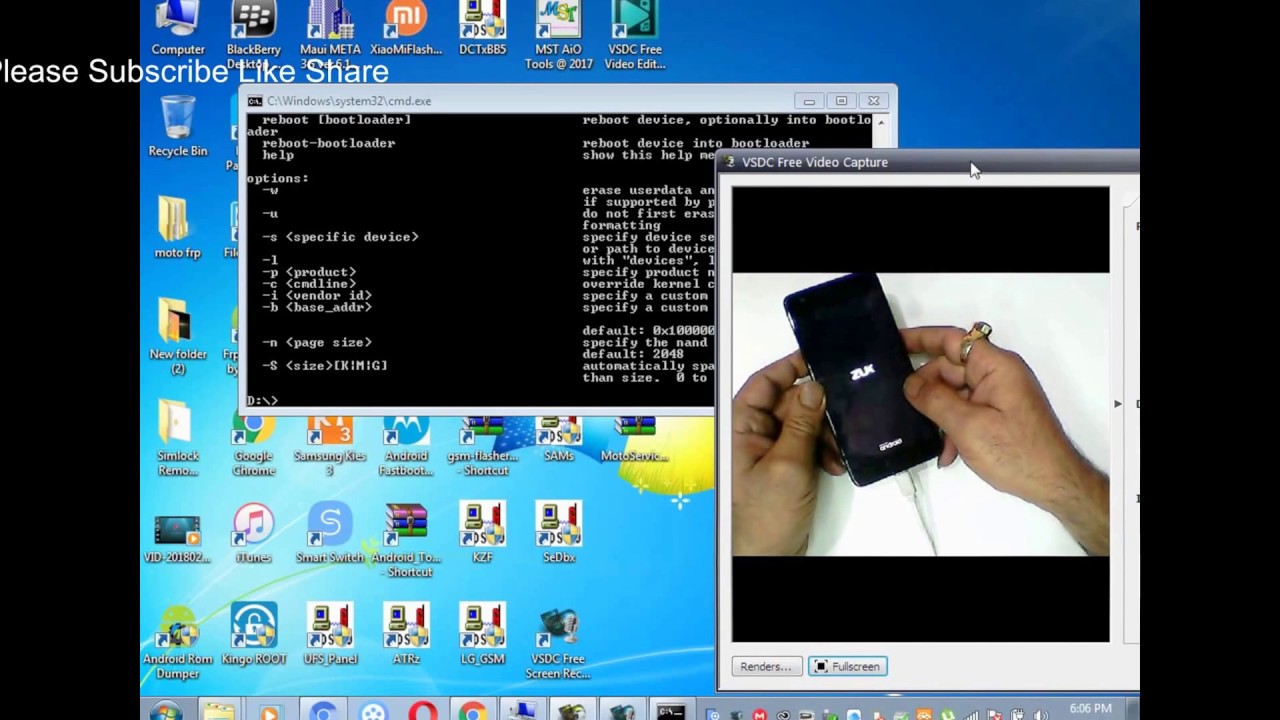 Computer
BlackBerry
Desktop
Maui META
XiaoMiFlash...
DCTxBB5
MST AiO
Tools @ 2017
VSDC Free
Video Edit...
Please Subscribe Like Share
C:\Windows\system32\cmd.exe
reboot [bootloader] reboot device, optionally into bootlo
ader
reboot-bootloader reboot device into bootloader
help show this help me
options:
-w erase userdata an
if supported by p
-u do not first eras
formatting
-s <specific device> specify device se
or path to device
-l with "devices", l
-p <product> specify product n
-c <cmdline> override kernel c
-i <vendor id> specify a custom
-b <base_addr> specify a custom
default: 0x100000
-n <page size> specify the nand
default: 2048
-S <size>[K|M|G] automatically spa
than size. 0 to
D:\>
VSDC Free Video Capture
ZUK
android
Renders...
Fullscreen
Recycle Bin
moto frp
New folder
(2)
Simlock
Remo...
Google
Chrome
Samsung Kies
3
Android
Fastboot...
gsm-flasher...
- Shortcut
SAMs
MotoServic...
VID-201802...
iTunes
Smart Switch
Android_To...
- Shortcut
KZF
SeDbx
Android Rom
Dumper
Kingo ROOT
UFS_Panel
ATRz
LG_GSM
VSDC Free
Screen Rec...
6:06 PM